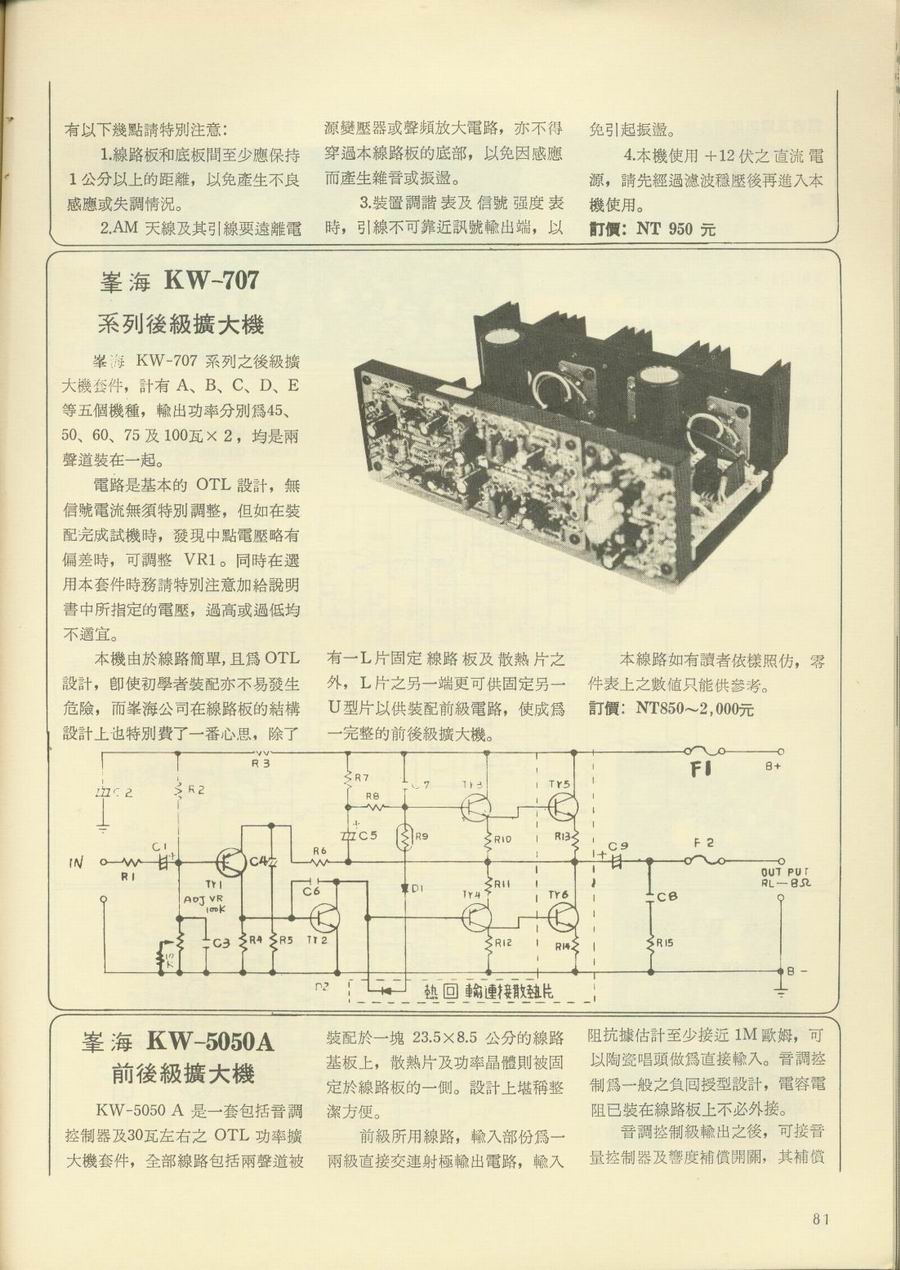 有以下幾點請特別注意：
1.線路板和底板間至少應保持
1公分以上的距離，以免產生不良
感應或失調情況。
2.AM 天線及其引線要遠離電
源變壓器或聲頻放大電路，亦不得
穿過本線路板的底部，以免因感應
而產生雜音或振盪。
3.裝置調諧表及信號强度表
時，引線不可靠近訊號輸出端，以
免引起振盪。
4.本機使用 +12 伏之直流電
源，請先經過濾波穩壓後再進入本
機使用。
訂價：NT 950 元
峯海 KW-707
系列後級擴大機
峯海 KW-707 系列之後級擴
大機套件，計有 A、B、C、D、E
等五個機種，輸出功率分別爲45、
50、60、75 及 100瓦×2，均是兩
聲道裝在一起。
電路是基本的 OTL 設計，無
信號電流無須特別調整，但如在裝
配完成試機時，發現中點電壓略有
偏差時，可調整 VR1。同時在選
用本套件時務請特別注意加給說明
書中所指定的電壓，過高或過低均
不適宜。
本機由於線路簡單，且爲 OTL
設計，卽使初學者裝配亦不易發生
危險，而峯海公司在線路板的結構
設計上也特別費了一番心思，除了
有一L片固定線路板及散熱片之
外，L片之另一端更可供固定另一
U型片以供裝配前級電路，使成爲
一完整的前後級擴大機。
本線路如有讀者依樣照仿，零
件表上之數値只能供參考。
訂價：NT850～2,000元
R3
F1
B+
C2
R2
R7
R8
C7
TY3
TY5
C5
R9
R10
R13
C9
F2
IN
R1
C1
TY1
C4
R6
C6
D1
R11
OUT PUT
RL—8Ω
ADJ VR
100K
TY2
TY4
TY6
C8
C3
R4
R5
R12
R14
R15
B-
D2
熱回輪連接散熱片
峯海 KW-5050A
前後級擴大機
KW-5050 A 是一套包括音調
控制器及30瓦左右之 OTL 功率擴
大機套件，全部線路包括兩聲道被
裝配於一塊 23.5×8.5 公分的線路
基板上，散熱片及功率晶體則被固
定於線路板的一側。設計上堪稱整
潔方便。
前級所用線路，輸入部份爲一
兩級直接交連射極輸出電路，輸入
阻抗據估計至少接近 1M 歐姆，可
以陶瓷唱頭做爲直接輸入。音調控
制爲一般之負回授型設計，電容電
阻已裝在線路板上不必外接。
音調控制級輸出之後，可接音
量控制器及響度補償開關，其補償
81